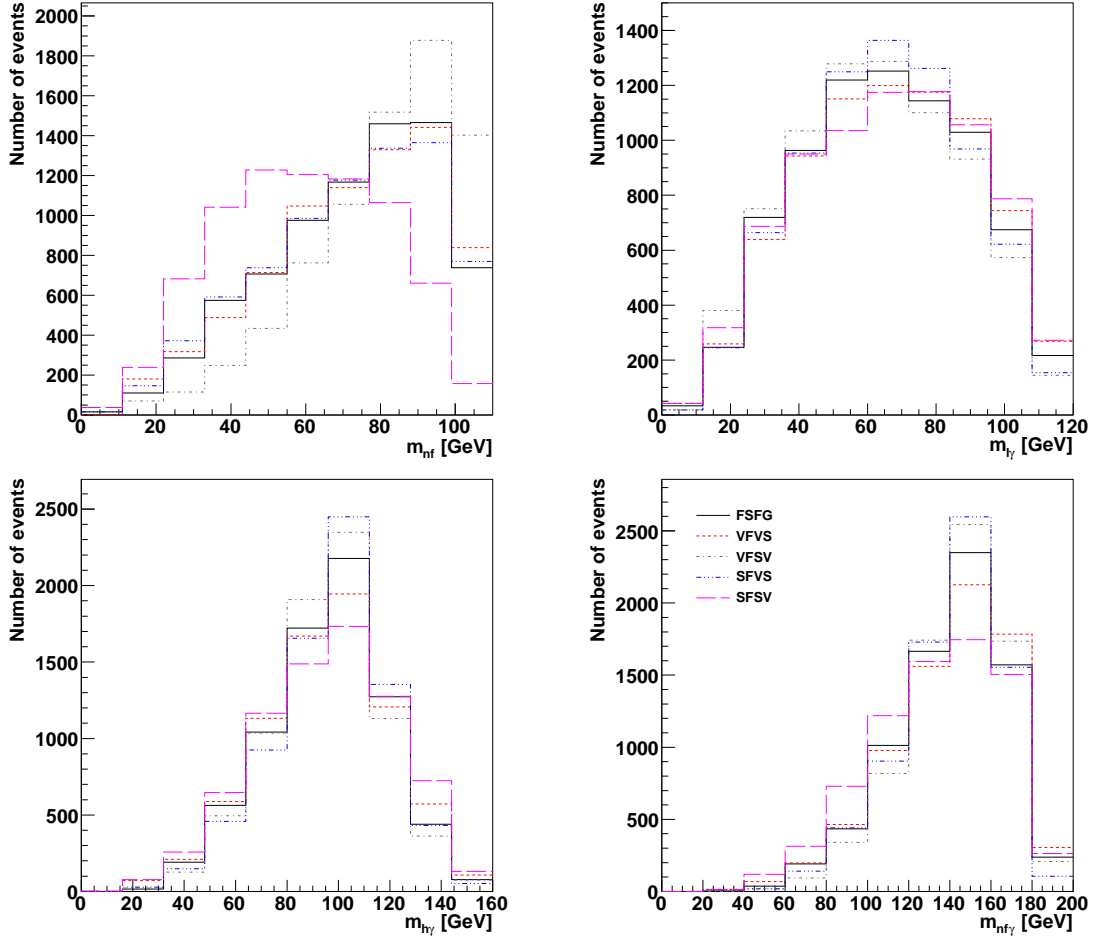 Number of events
2000
1800
1600
1400
1200
1000
800
600
400
200
0
0 20 40 60 80 100
m_nf [GeV]
Number of events
1400
1200
1000
800
600
400
200
0
0 20 40 60 80 100 120
m_lγ [GeV]
Number of events
2500
2000
1500
1000
500
0
0 20 40 60 80 100 120 140 160
m_hγ [GeV]
Number of events
2500
2000
1500
1000
500
0
0 20 40 60 80 100 120 140 160 180 200
m_nfγ [GeV]
FSFG
VFVS
VFSV
SFVS
SFSV